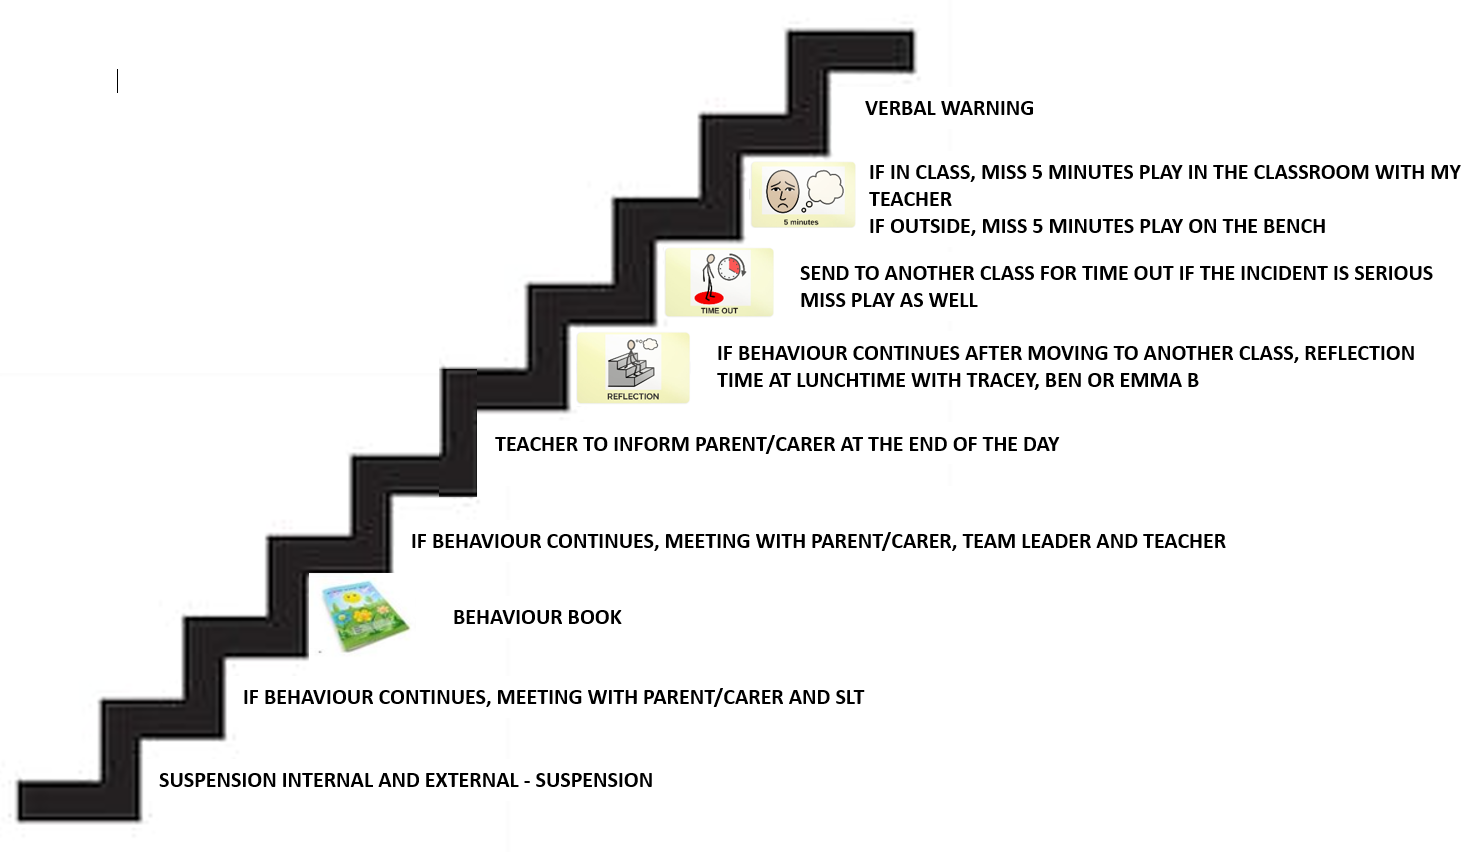 VERBAL WARNING
IF IN CLASS, MISS 5 MINUTES PLAY IN THE CLASSROOM WITH MY
TEACHER
IF OUTSIDE, MISS 5 MINUTES PLAY ON THE BENCH
5 minutes
SEND TO ANOTHER CLASS FOR TIME OUT IF THE INCIDENT IS SERIOUS
MISS PLAY AS WELL
TIME OUT
IF BEHAVIOUR CONTINUES AFTER MOVING TO ANOTHER CLASS, REFLECTION
TIME AT LUNCHTIME WITH TRACEY, BEN OR EMMA B
REFLECTION
TEACHER TO INFORM PARENT/CARER AT THE END OF THE DAY
IF BEHAVIOUR CONTINUES, MEETING WITH PARENT/CARER, TEAM LEADER AND TEACHER
BEHAVIOUR BOOK
IF BEHAVIOUR CONTINUES, MEETING WITH PARENT/CARER AND SLT
SUSPENSION INTERNAL AND EXTERNAL - SUSPENSION